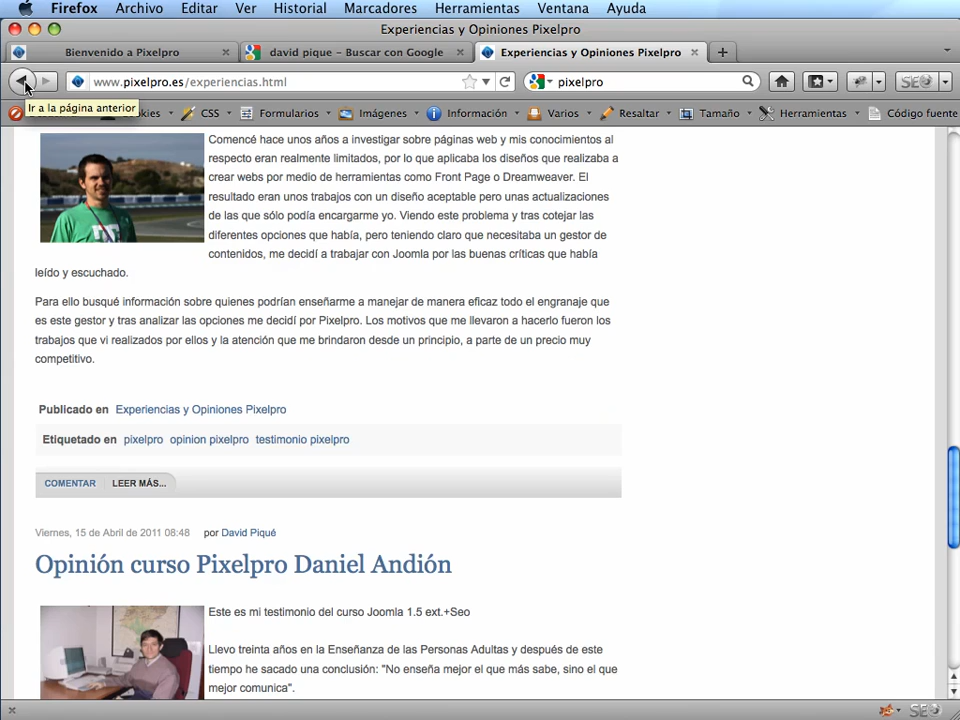 Firefox Archivo Editar Ver Historial Marcadores Herramientas Ventana Ayuda
Experiencias y Opiniones Pixelpro
Bienvenido a Pixelpro
david pique - Buscar con Google
Experiencias y Opiniones Pixelpro
www.pixelpro.es/experiencias.html
pixelpro
SEO
Ir a la página anterior
CSS Formularios Imágenes Información Varios Resaltar Tamaño Herramientas Código fuente
Comencé hace unos años a investigar sobre páginas web y mis conocimientos al
respecto eran realmente limitados, por lo que aplicaba los diseños que realizaba a
crear webs por medio de herramientas como Front Page o Dreamweaver. El
resultado eran unos trabajos con un diseño aceptable pero unas actualizaciones
de las que sólo podía encargarme yo. Viendo este problema y tras cotejar las
diferentes opciones que había, pero teniendo claro que necesitaba un gestor de
contenidos, me decidí a trabajar con Joomla por las buenas críticas que había
leído y escuchado.
Para ello busqué información sobre quienes podrían enseñarme a manejar de manera eficaz todo el engranaje que
es este gestor y tras analizar las opciones me decidí por Pixelpro. Los motivos que me llevaron a hacerlo fueron los
trabajos que vi realizados por ellos y la atención que me brindaron desde un principio, a parte de un precio muy
competitivo.
Publicado en Experiencias y Opiniones Pixelpro
Etiquetado en pixelpro opinion pixelpro testimonio pixelpro
COMENTAR LEER MÁS...
Viernes, 15 de Abril de 2011 08:48 por David Piqué
Opinión curso Pixelpro Daniel Andión
Este es mi testimonio del curso Joomla 1.5 ext.+Seo
Llevo treinta años en la Enseñanza de las Personas Adultas y después de este
tiempo he sacado una conclusión: "No enseña mejor el que más sabe, sino el que
mejor comunica".
SEO